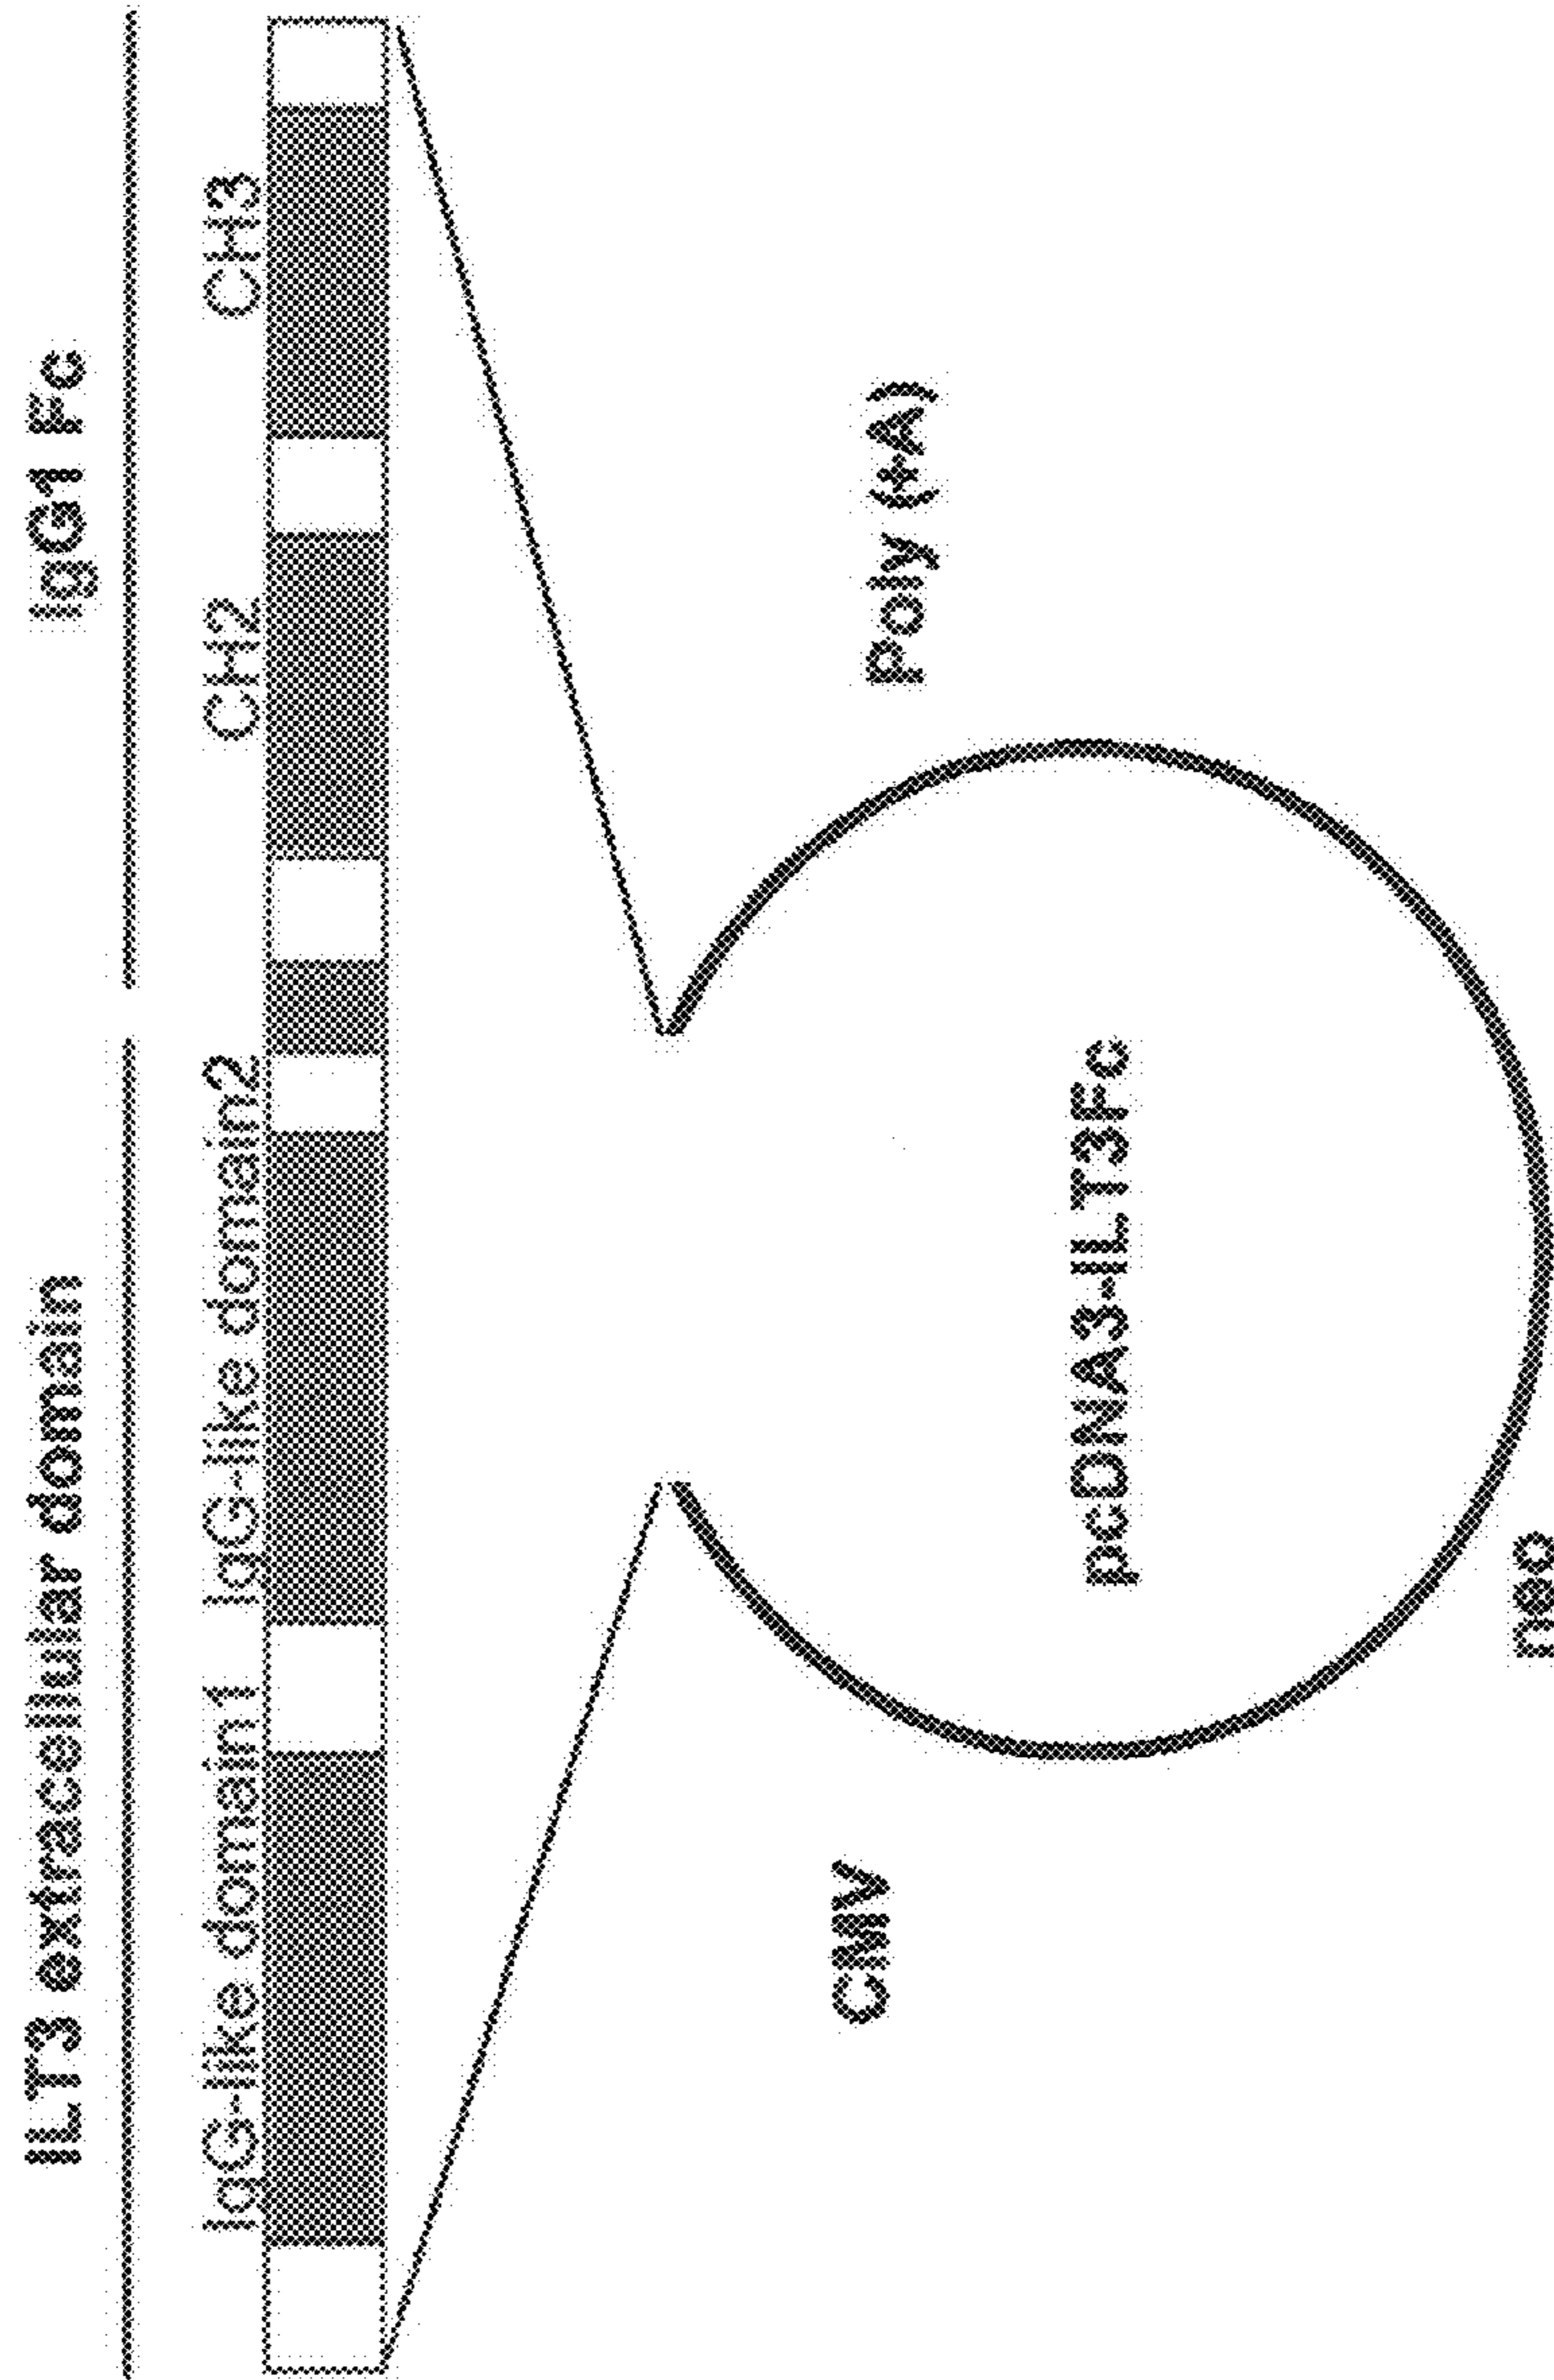 ILT3 extracellular domain IgG1 Fc
IgG-like domain1 IgG-like domain2 CH2 CH3
CMV Poly (+A)
pcDNA3-ILT3Fc
neo